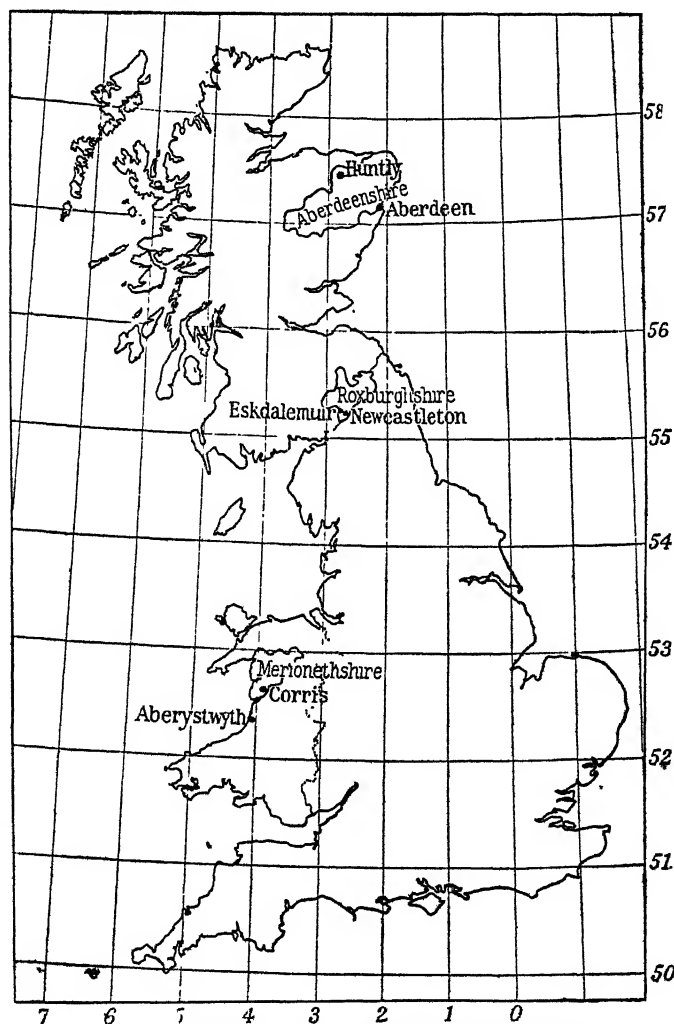 58
Huntly
Aberdeenshire
Aberdeen
57
56
Roxburghshire
Eskdalemuir
Newcastleton
55
54
53
Merionethshire
Corris
Aberystwyth
52
51
50
7 6 5 4 3 2 1 0